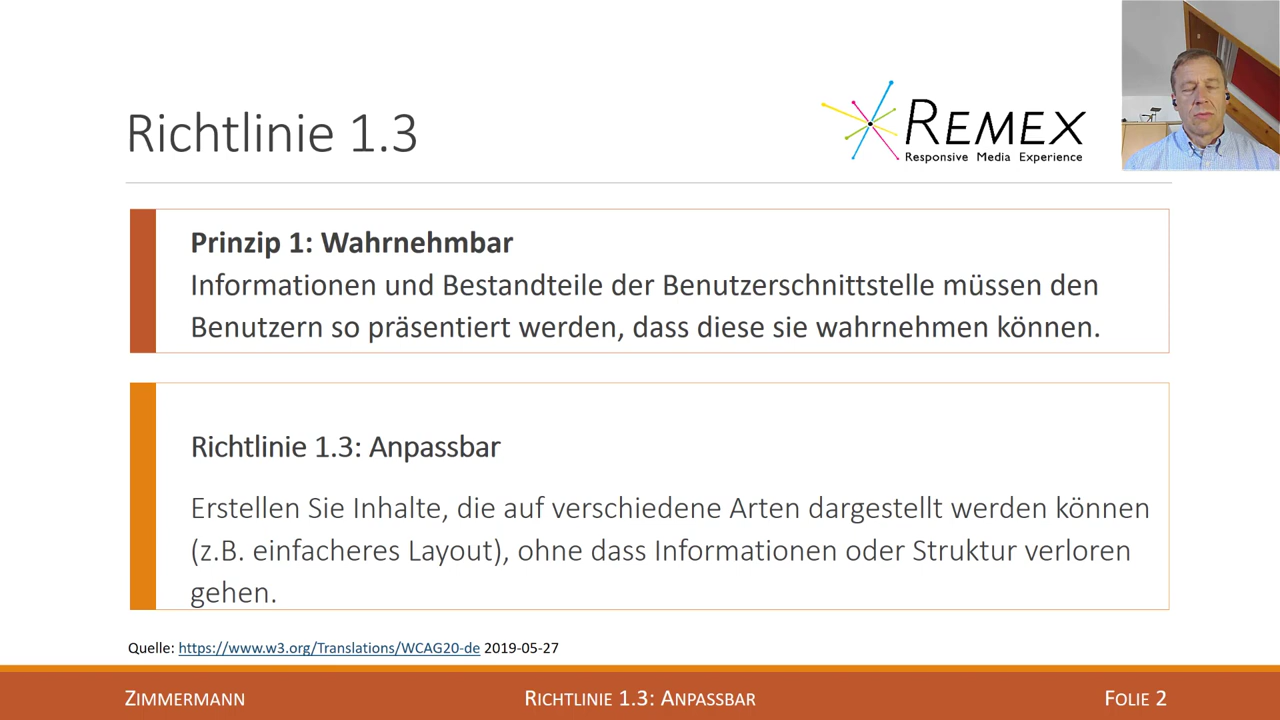 Richtlinie 1.3
REMEX
Responsive Media Experience
Prinzip 1: Wahrnehmbar
Informationen und Bestandteile der Benutzerschnittstelle müssen den
Benutzern so präsentiert werden, dass diese sie wahrnehmen können.
Richtlinie 1.3: Anpassbar
Erstellen Sie Inhalte, die auf verschiedene Arten dargestellt werden können
(z.B. einfacheres Layout), ohne dass Informationen oder Struktur verloren
gehen.
Quelle: https://www.w3.org/Translations/WCAG20-de 2019-05-27
ZIMMERMANN
RICHTLINIE 1.3: ANPASSBAR
FOLIE 2